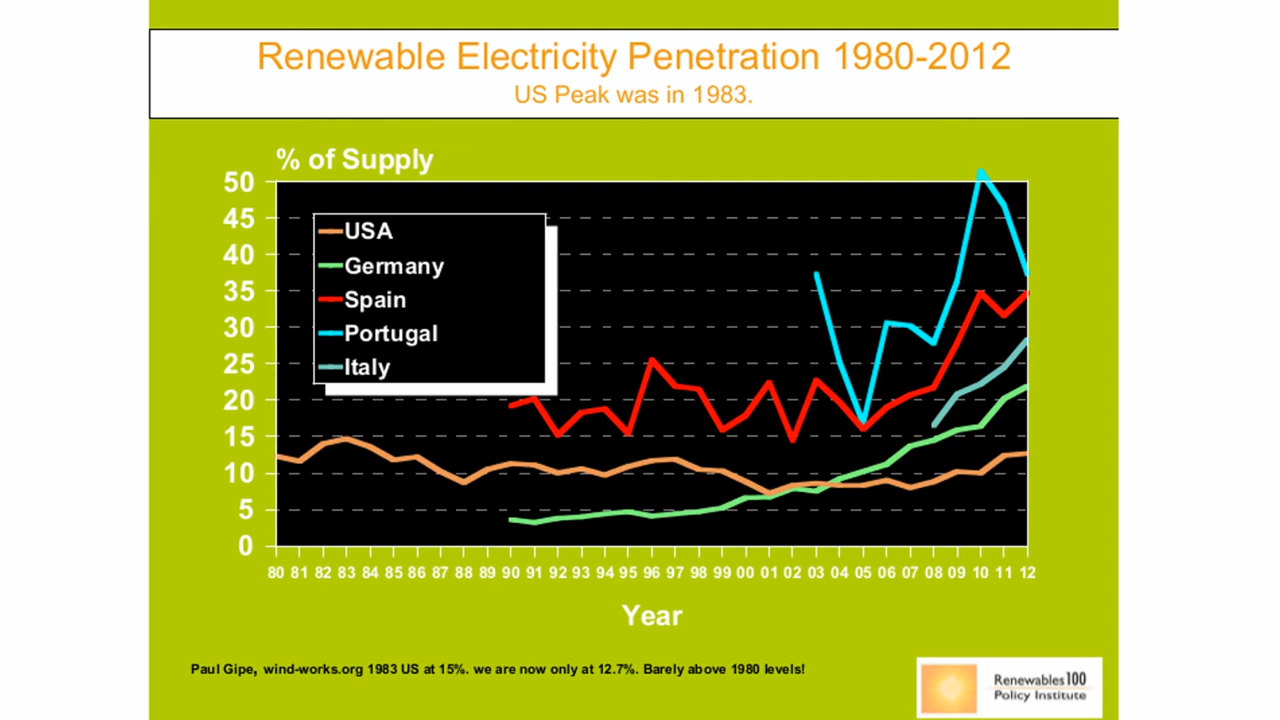 Renewable Electricity Penetration 1980-2012
US Peak was in 1983.
% of Supply
50
45
40
35
30
25
20
15
10
5
0
USA
Germany
Spain
Portugal
Italy
80 81 82 83 84 85 86 87 88 89 90 91 92 93 94 95 96 97 98 99 00 01 02 03 04 05 06 07 08 09 10 11 12
Year
Paul Gipe, wind-works.org 1983 US at 15%. we are now only at 12.7%. Barely above 1980 levels!
Renewables100
Policy Institute